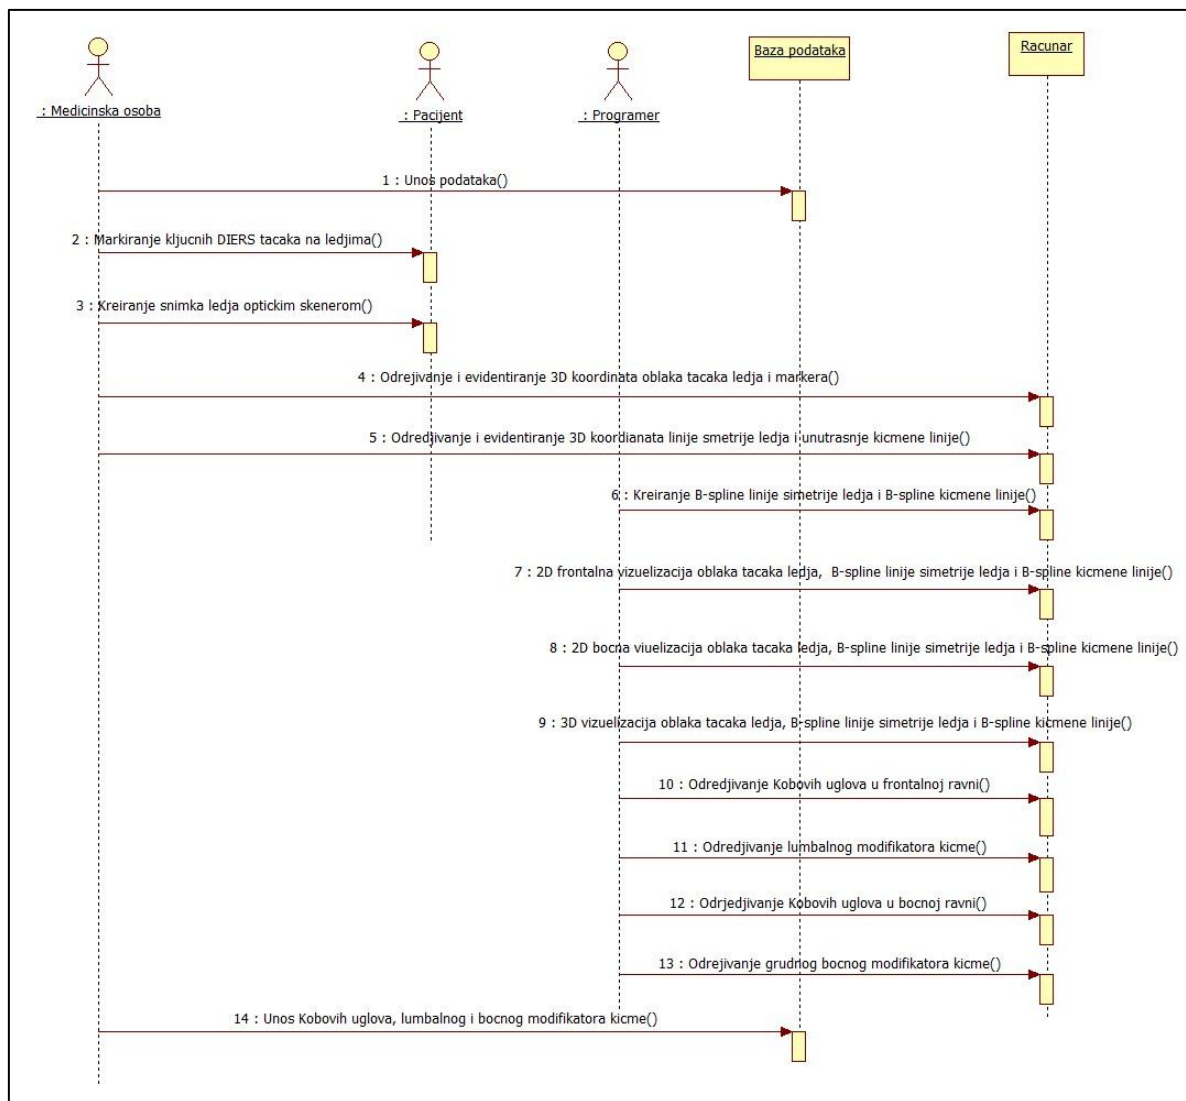 Baza podataka
Racunar
: Medicinska osoba
: Pacijent
: Programer
1 : Unos podataka()
2 : Markiranje kljucnih DIERS tacaka na ledjima()
3 : Kreiranje snimka ledja optickim skenerom()
4 : Odrejivanje i evidentiranje 3D koordinata oblaka tacaka ledja i markera()
5 : Odredjivanje i evidentiranje 3D koordianata linije smetrije ledja i unutrasnje kicmene linije()
6 : Kreiranje B-spline linije simetrije ledja i B-spline kicmene linije()
7 : 2D frontalna vizuelizacija oblaka tacaka ledja, B-spline linije simetrije ledja i B-spline kicmene linije()
8 : 2D bocna viuelizacija oblaka tacaka ledja, B-spline linije simetrije ledja i B-spline kicmene linije()
9 : 3D vizuelizacija oblaka tacaka ledja, B-spline linije simetrije ledja i B-spline kicmene linije()
10 : Odredjivanje Kobovih uglova u frontalnoj ravni()
11 : Odredjivanje lumbalnog modifikatora kicme()
12 : Odrjedjivanje Kobovih uglova u bocnoj ravni()
13 : Odrejivanje grudnog bocnog modifikatora kicme()
14 : Unos Kobovih uglova, lumbalnog i bocnog modifikatora kicme()